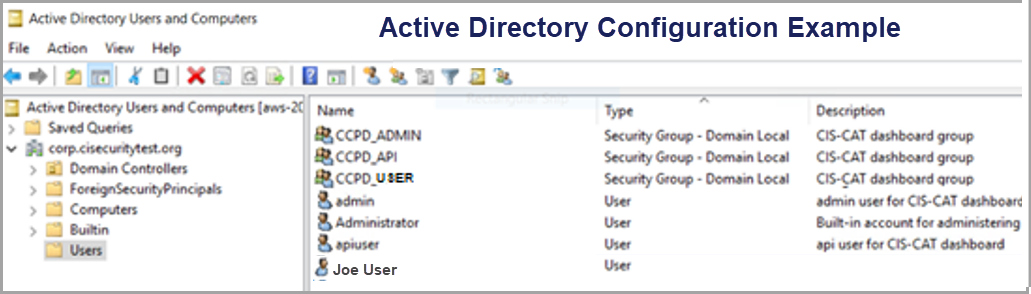 Active Directory Users and Computers
Active Directory Configuration Example
File Action View Help
Active Directory Users and Computers [aws-20
Saved Queries
corp.cisecuritytest.org
Domain Controllers
ForeignSecurityPrincipals
Computers
Builtin
Users
Rectangular Snip
Name Type Description
CCPD_ADMIN Security Group - Domain Local CIS-CAT dashboard group
CCPD_API Security Group - Domain Local CIS-CAT dashboard group
CCPD_USER Security Group - Domain Local CIS-CAT dashboard group
admin User admin user for CIS-CAT dashboard
Administrator User Built-in account for administering
apiuser User api user for CIS-CAT dashboard
Joe User User